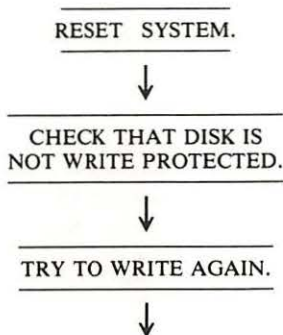 RESET SYSTEM.
CHECK THAT DISK IS
NOT WRITE PROTECTED.
TRY TO WRITE AGAIN.